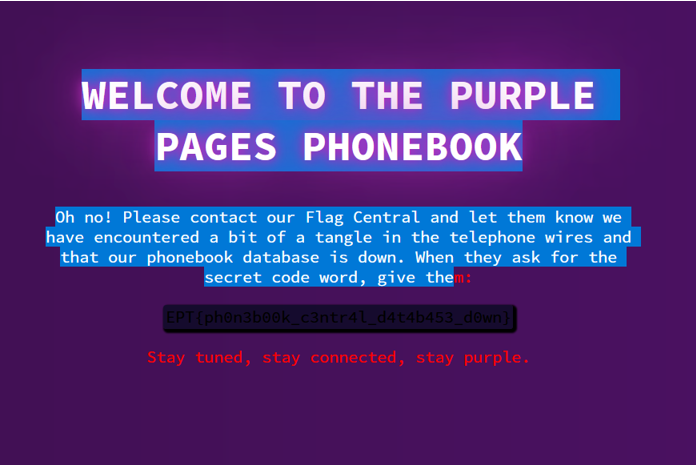 WELCOME TO THE PURPLE
PAGES PHONEBOOK
Oh no! Please contact our Flag Central and let them know we
have encountered a bit of a tangle in the telephone wires and
that our phonebook database is down. When they ask for the
secret code word, give them:
EPT{ph0n3b00k_c3ntr4l_d4t4b453_d0wn}
Stay tuned, stay connected, stay purple.